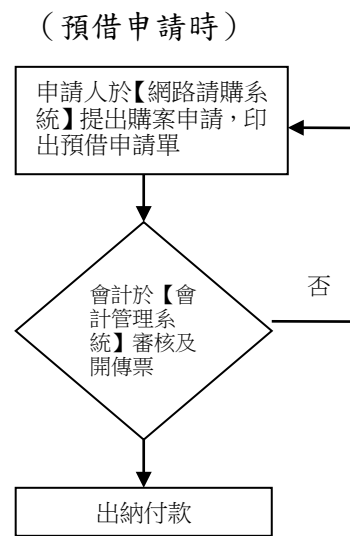 （預借申請時）
申請人於【網路請購系
統】提出購案申請，印
出預借申請單
會計於【會
計管理系
統】審核及
開傳票
否
出納付款